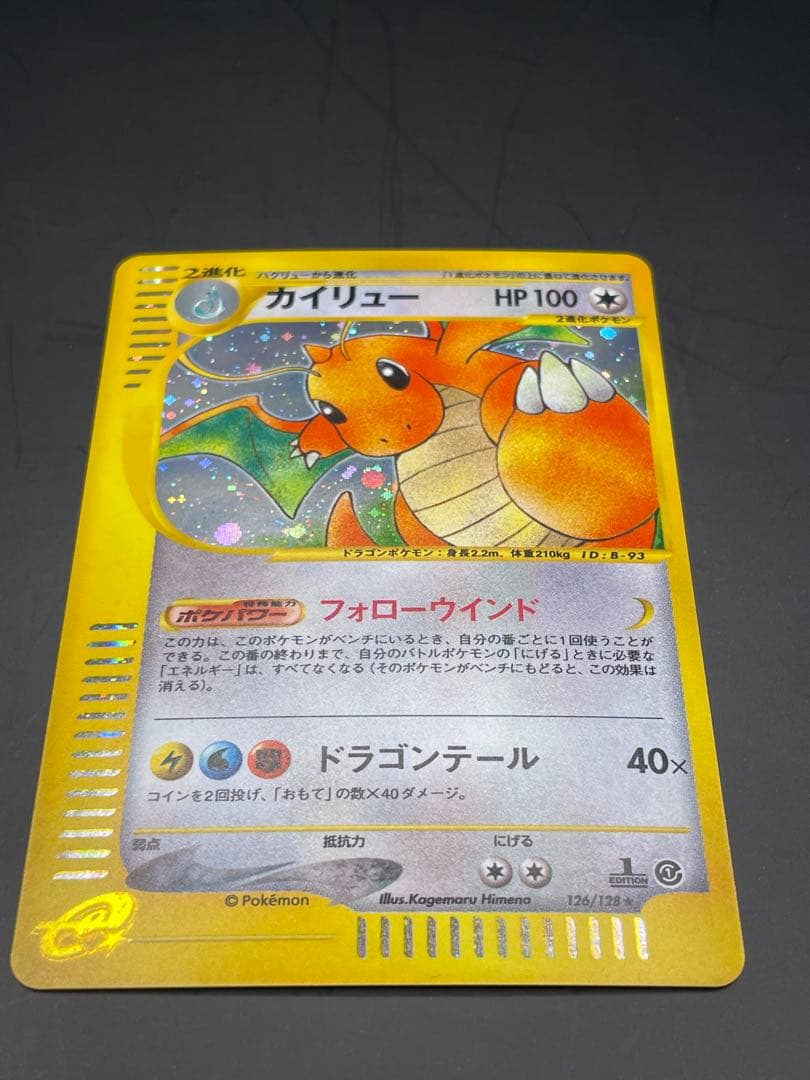 2進化 ハクリューから進化 「1進化ポケモン」の上に重ねて進化させます。
カイリュー HP 100
2進化ポケモン
ドラゴンポケモン：身長2.2m、体重210kg ID:B-93
特殊能力
ポケパワー フォローウインド
この力は、このポケモンがベンチにいるとき、自分の番ごとに1回使うことが
できる。この番の終わりまで、自分のバトルポケモンの「にげる」ときに必要な
「エネルギー」は、すべてなくなる（そのポケモンがベンチにもどると、この効果は
消える）。
ドラゴンテール 40×
コインを2回投げ、「おもて」の数×40ダメージ。
弱点 抵抗力 にげる
1 EDITION 1
© Pokémon Illus.Kagemaru Himeno 126/128 ★
e